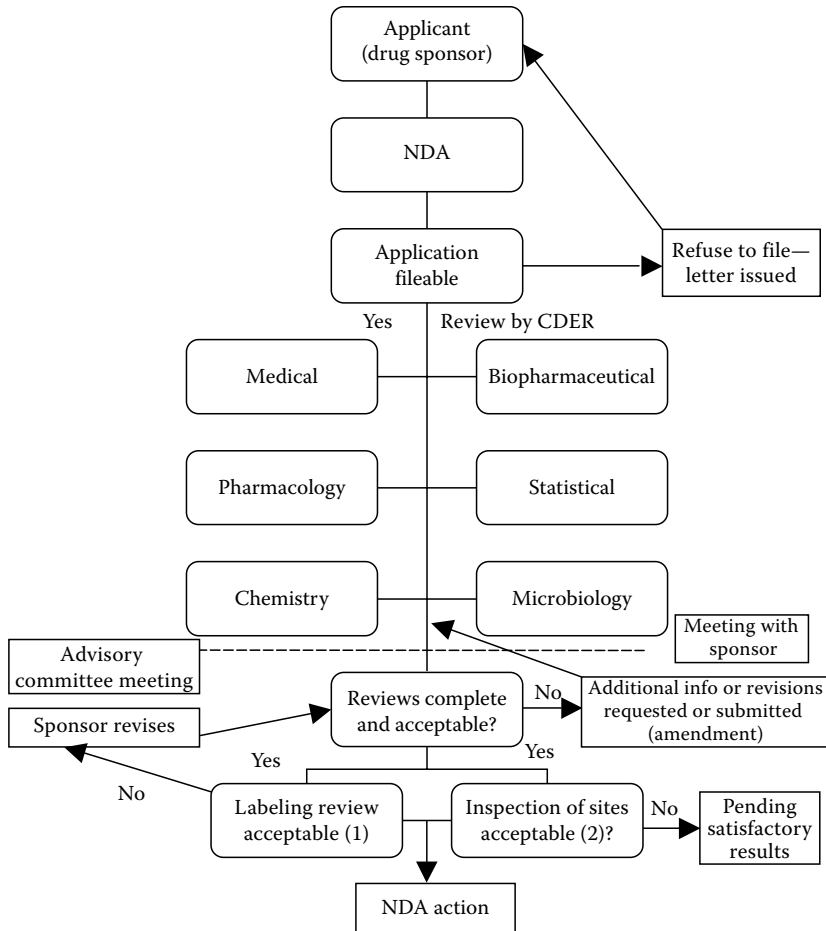 Applicant
(drug sponsor)
NDA
Application
fileable
Refuse to file—
letter issued
Yes
Review by CDER
Medical
Biopharmaceutical
Pharmacology
Statistical
Chemistry
Microbiology
Meeting with
sponsor
Advisory
committee meeting
Reviews complete
and acceptable?
No
Additional info or revisions
requested or submitted
(amendment)
Sponsor revises
Yes
Yes
No
Labeling review
acceptable (1)
Inspection of sites
acceptable (2)?
No
Pending
satisfactory
results
NDA action